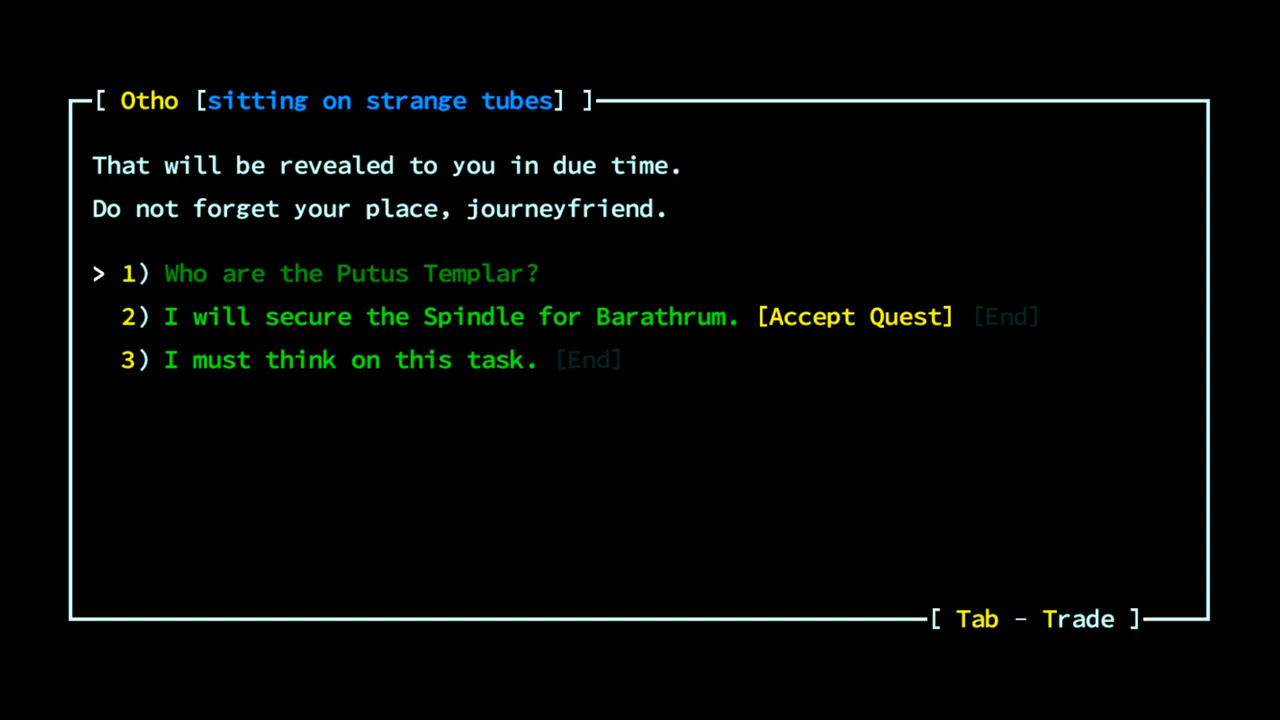 [ Otho [sitting on strange tubes] ]
That will be revealed to you in due time.
Do not forget your place, journeyfriend.
> 1) Who are the Putus Templar?
2) I will secure the Spindle for Barathrum. [Accept Quest] [End]
3) I must think on this task. [End]
[ Tab - Trade ]